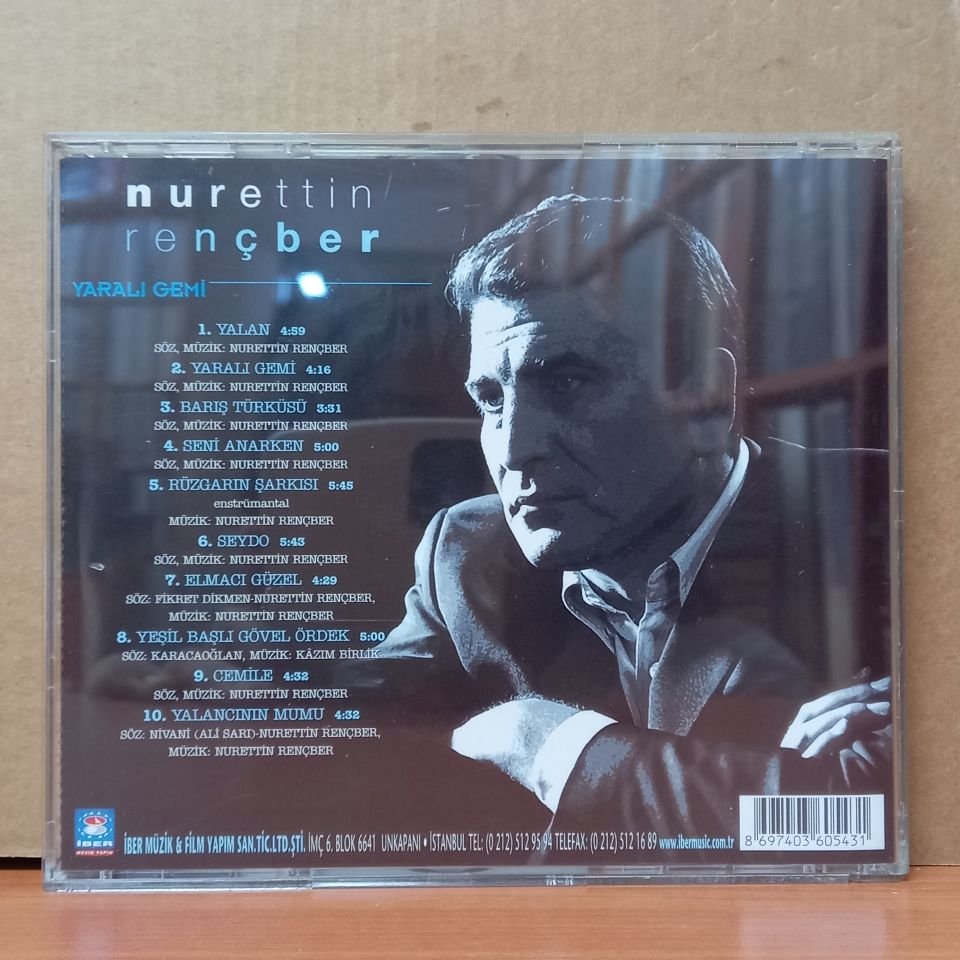 nurettin
rençber
YARALI GEMİ
1. YALAN 4:59
SÖZ, MÜZİK: NURETTİN RENÇBER
2. YARALI GEMİ 4:16
SÖZ, MÜZİK: NURETTİN RENÇBER
3. BARIŞ TÜRKÜSÜ 3:31
SÖZ, MÜZİK: NURETTİN RENÇBER
4. SENİ ANARKEN 5:00
SÖZ, MÜZİK: NURETTİN RENÇBER
5. RÜZGARIN ŞARKISI 5:45
enstrümantal
MÜZİK: NURETTİN RENÇBER
6. SEYDO 5:43
SÖZ, MÜZİK: NURETTİN RENÇBER
7. ELMACI GÜZEL 4:29
SÖZ: FİKRET DİKMEN-NURETTİN RENÇBER,
MÜZİK: NURETTİN RENÇBER
8. YEŞİL BAŞLI GÖVEL ÖRDEK 5:00
SÖZ: KARACAOĞLAN, MÜZİK: KÂZIM BİRLİK
9. CEMİLE 4:32
SÖZ, MÜZİK: NURETTİN RENÇBER
10. YALANCININ MUMU 4:32
SÖZ: NİVANİ (ALİ SARI)-NURETTİN RENÇBER,
MÜZİK: NURETTİN RENÇBER
İBER
MÜZİK YAPIM
İBER MÜZİK & FİLM YAPIM SAN.TİC.LTD.ŞTİ. İMÇ 6. BLOK 6641 UNKAPANI • İSTANBUL TEL: (0 212) 512 95 94 TELEFAX: (0 212) 512 16 89 www.ibermusic.com.tr
8 697403 605431